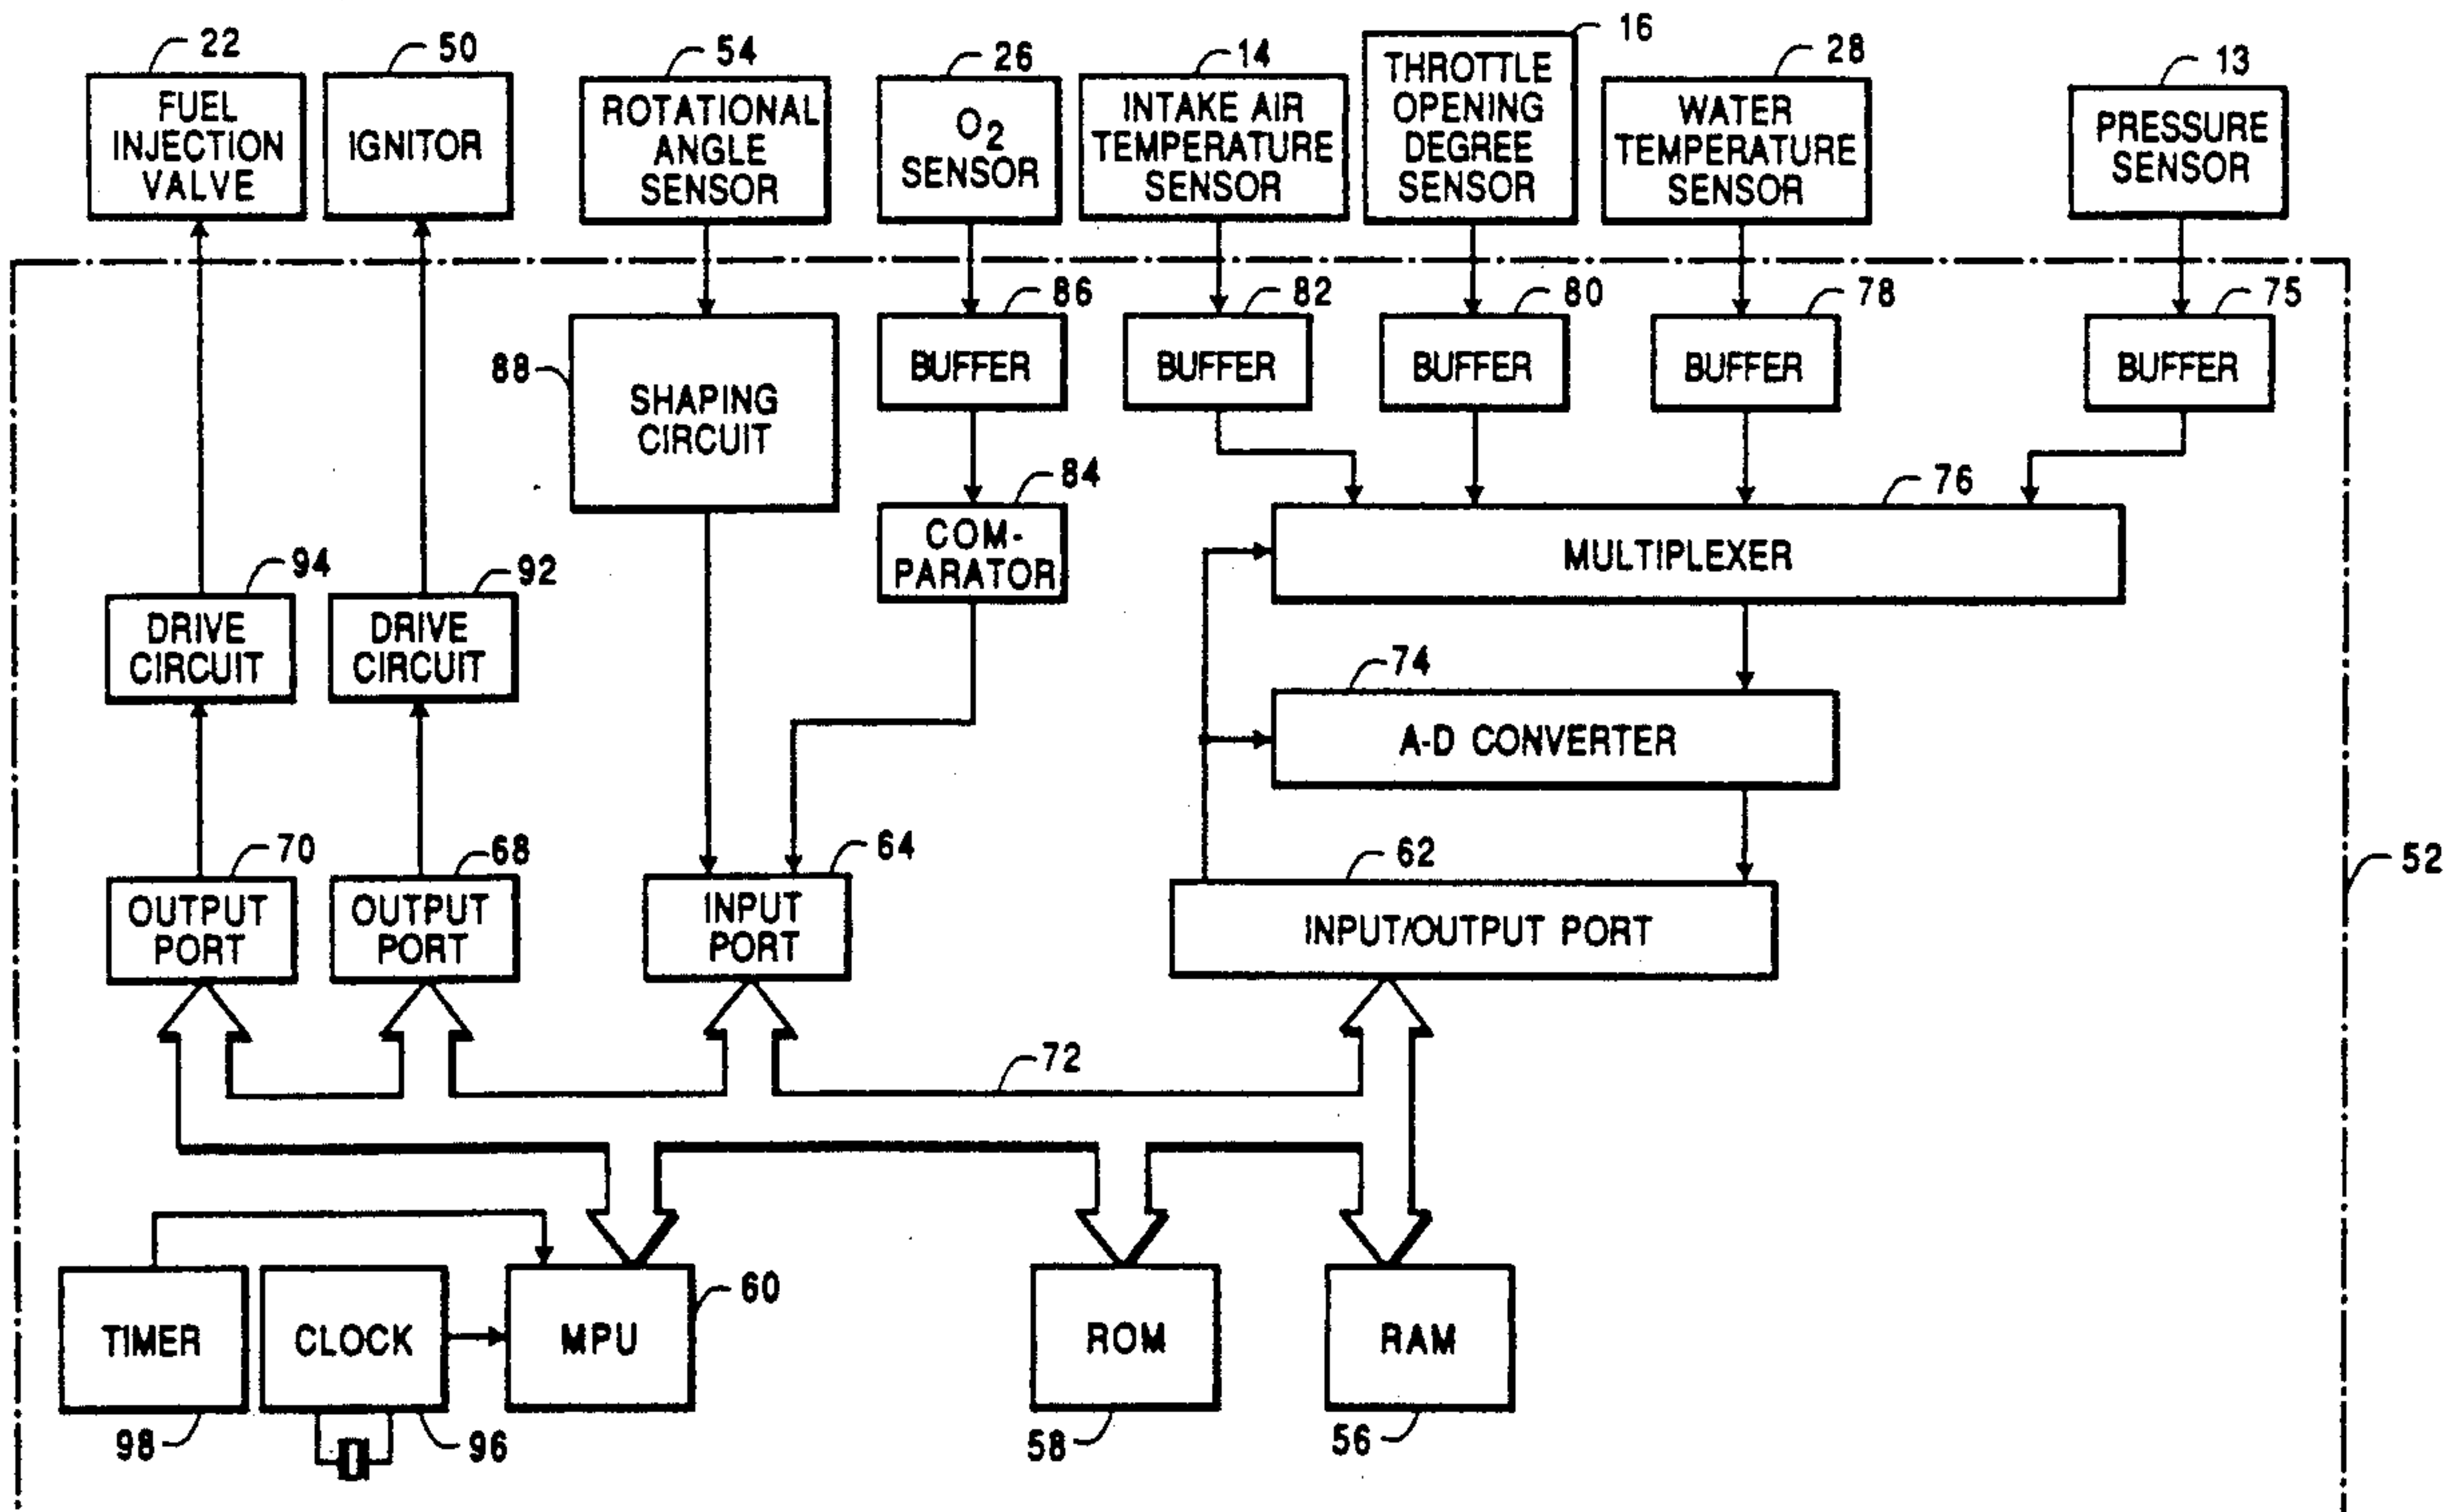 22
50
54
26
14
16
28
13
FUEL
INJECTION
VALVE
IGNITOR
ROTATIONAL
ANGLE
SENSOR
O2
SENSOR
INTAKE AIR
TEMPERATURE
SENSOR
THROTTLE
OPENING
DEGREE
SENSOR
WATER
TEMPERATURE
SENSOR
PRESSURE
SENSOR
88
SHAPING
CIRCUIT
86
BUFFER
82
BUFFER
80
BUFFER
78
BUFFER
75
BUFFER
84
COM-
PARATOR
76
MULTIPLEXER
94
DRIVE
CIRCUIT
92
DRIVE
CIRCUIT
74
A-D CONVERTER
70
OUTPUT
PORT
68
OUTPUT
PORT
64
INPUT
PORT
62
INPUT/OUTPUT PORT
52
72
TIMER
98
CLOCK
96
MPU
60
ROM
58
RAM
56